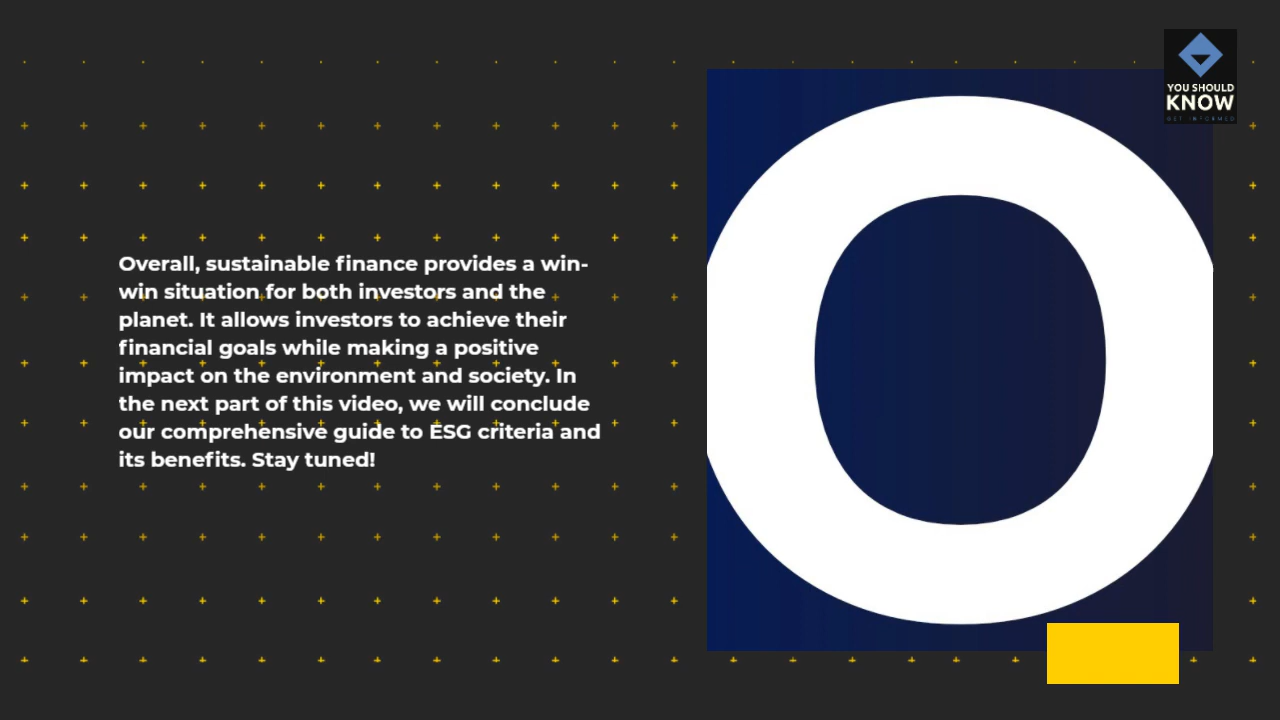 YOU SHOULD
KNOW
GET INFORMED
Overall, sustainable finance provides a win-
win situation for both investors and the
planet. It allows investors to achieve their
financial goals while making a positive
impact on the environment and society. In
the next part of this video, we will conclude
our comprehensive guide to ESG criteria and
its benefits. Stay tuned!
O